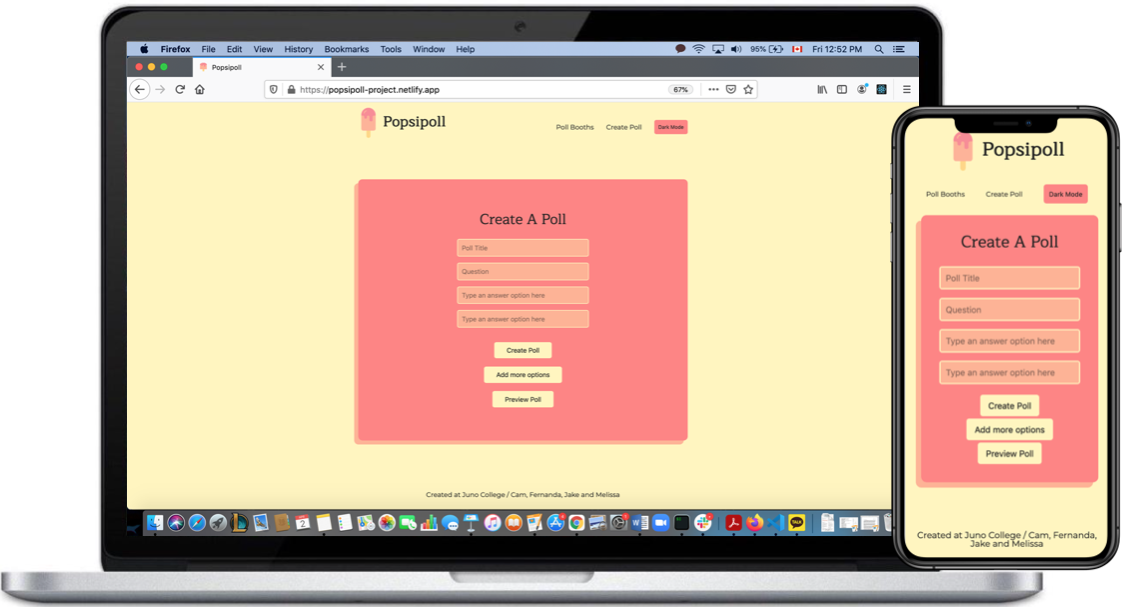 Firefox File Edit View History Bookmarks Tools Window Help 95% Fri 12:52 PM
Popsipoll
https://popsipoll-project.netlify.app 67%
Popsipoll
Poll Booths Create Poll Dark Mode
Create A Poll
Poll Title
Question
Type an answer option here
Type an answer option here
Create Poll
Add more options
Preview Poll
Created at Juno College / Cam, Fernanda, Jake and Melissa
Popsipoll
Poll Booths Create Poll Dark Mode
Create A Poll
Poll Title
Question
Type an answer option here
Type an answer option here
Create Poll
Add more options
Preview Poll
Created at Juno College / Cam, Fernanda,
Jake and Melissa